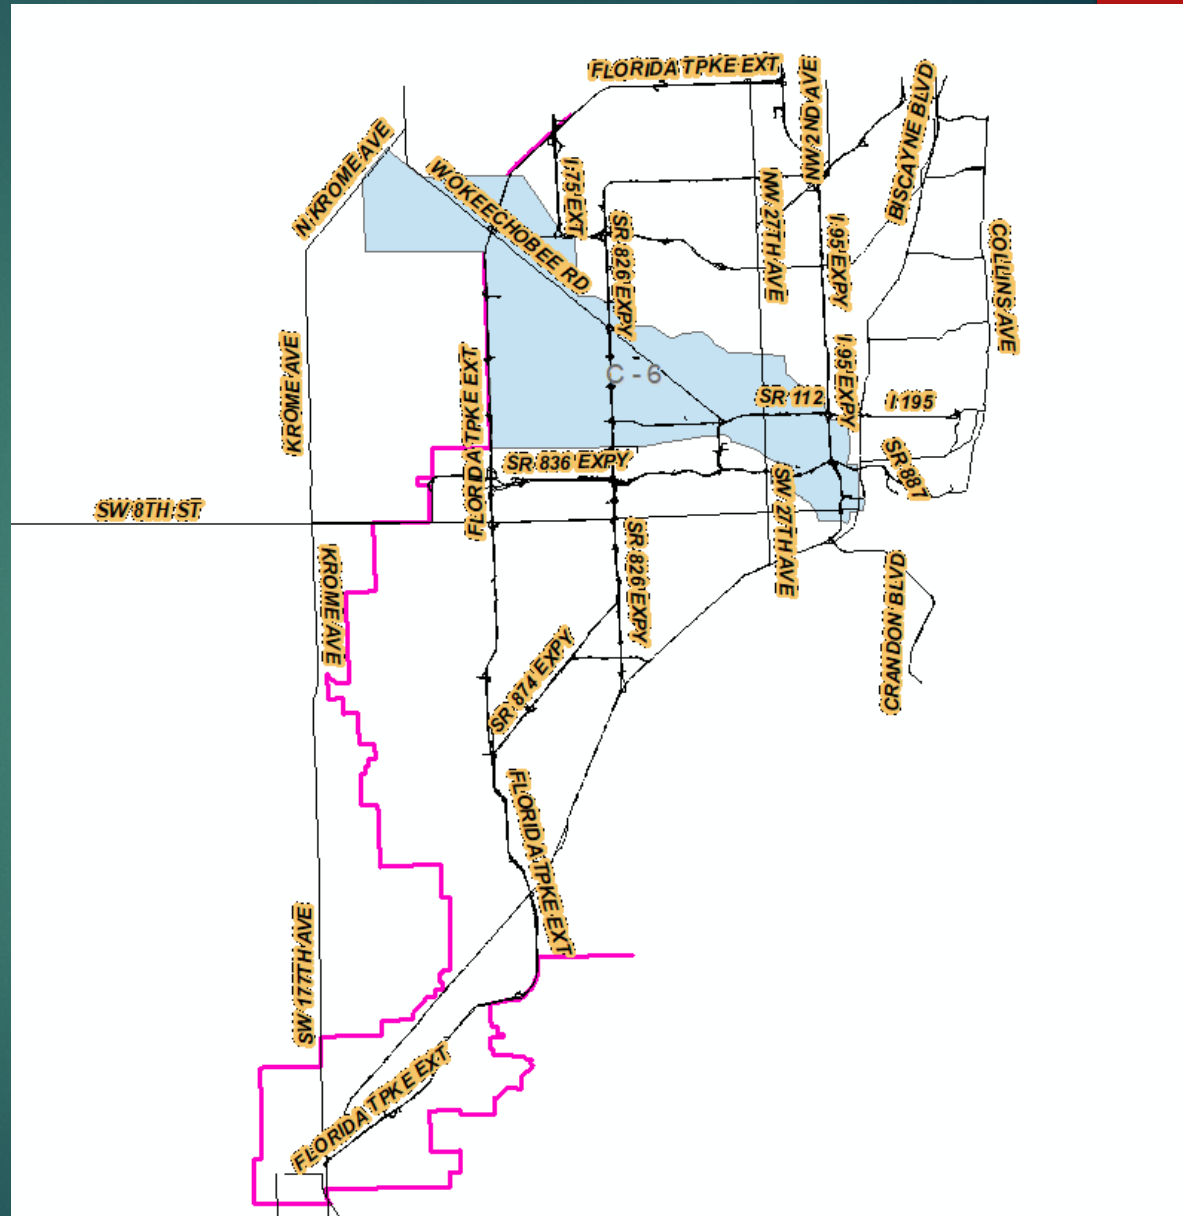 FLORIDA TPKE EXT
NW 2ND AVE
BISCAYNE BLVD
N KROME AVE
W OKEECHOBEE RD
I 75 EXT
NW 27TH AVE
SR 826 EXPY
I 95 EXPY
COLLINS AVE
KROME AVE
FLORIDA TPKE EXT
C - 6
I 95 EXPY
SR 112
I 195
SR 836 EXPY
SR 887
SW 8TH ST
SW 27TH AVE
KROME AVE
SR 826 EXPY
CRANDON BLVD
SR 874 EXPY
FLORIDA TPKE EXT
SW 177TH AVE
FLORIDA TPKE EXT